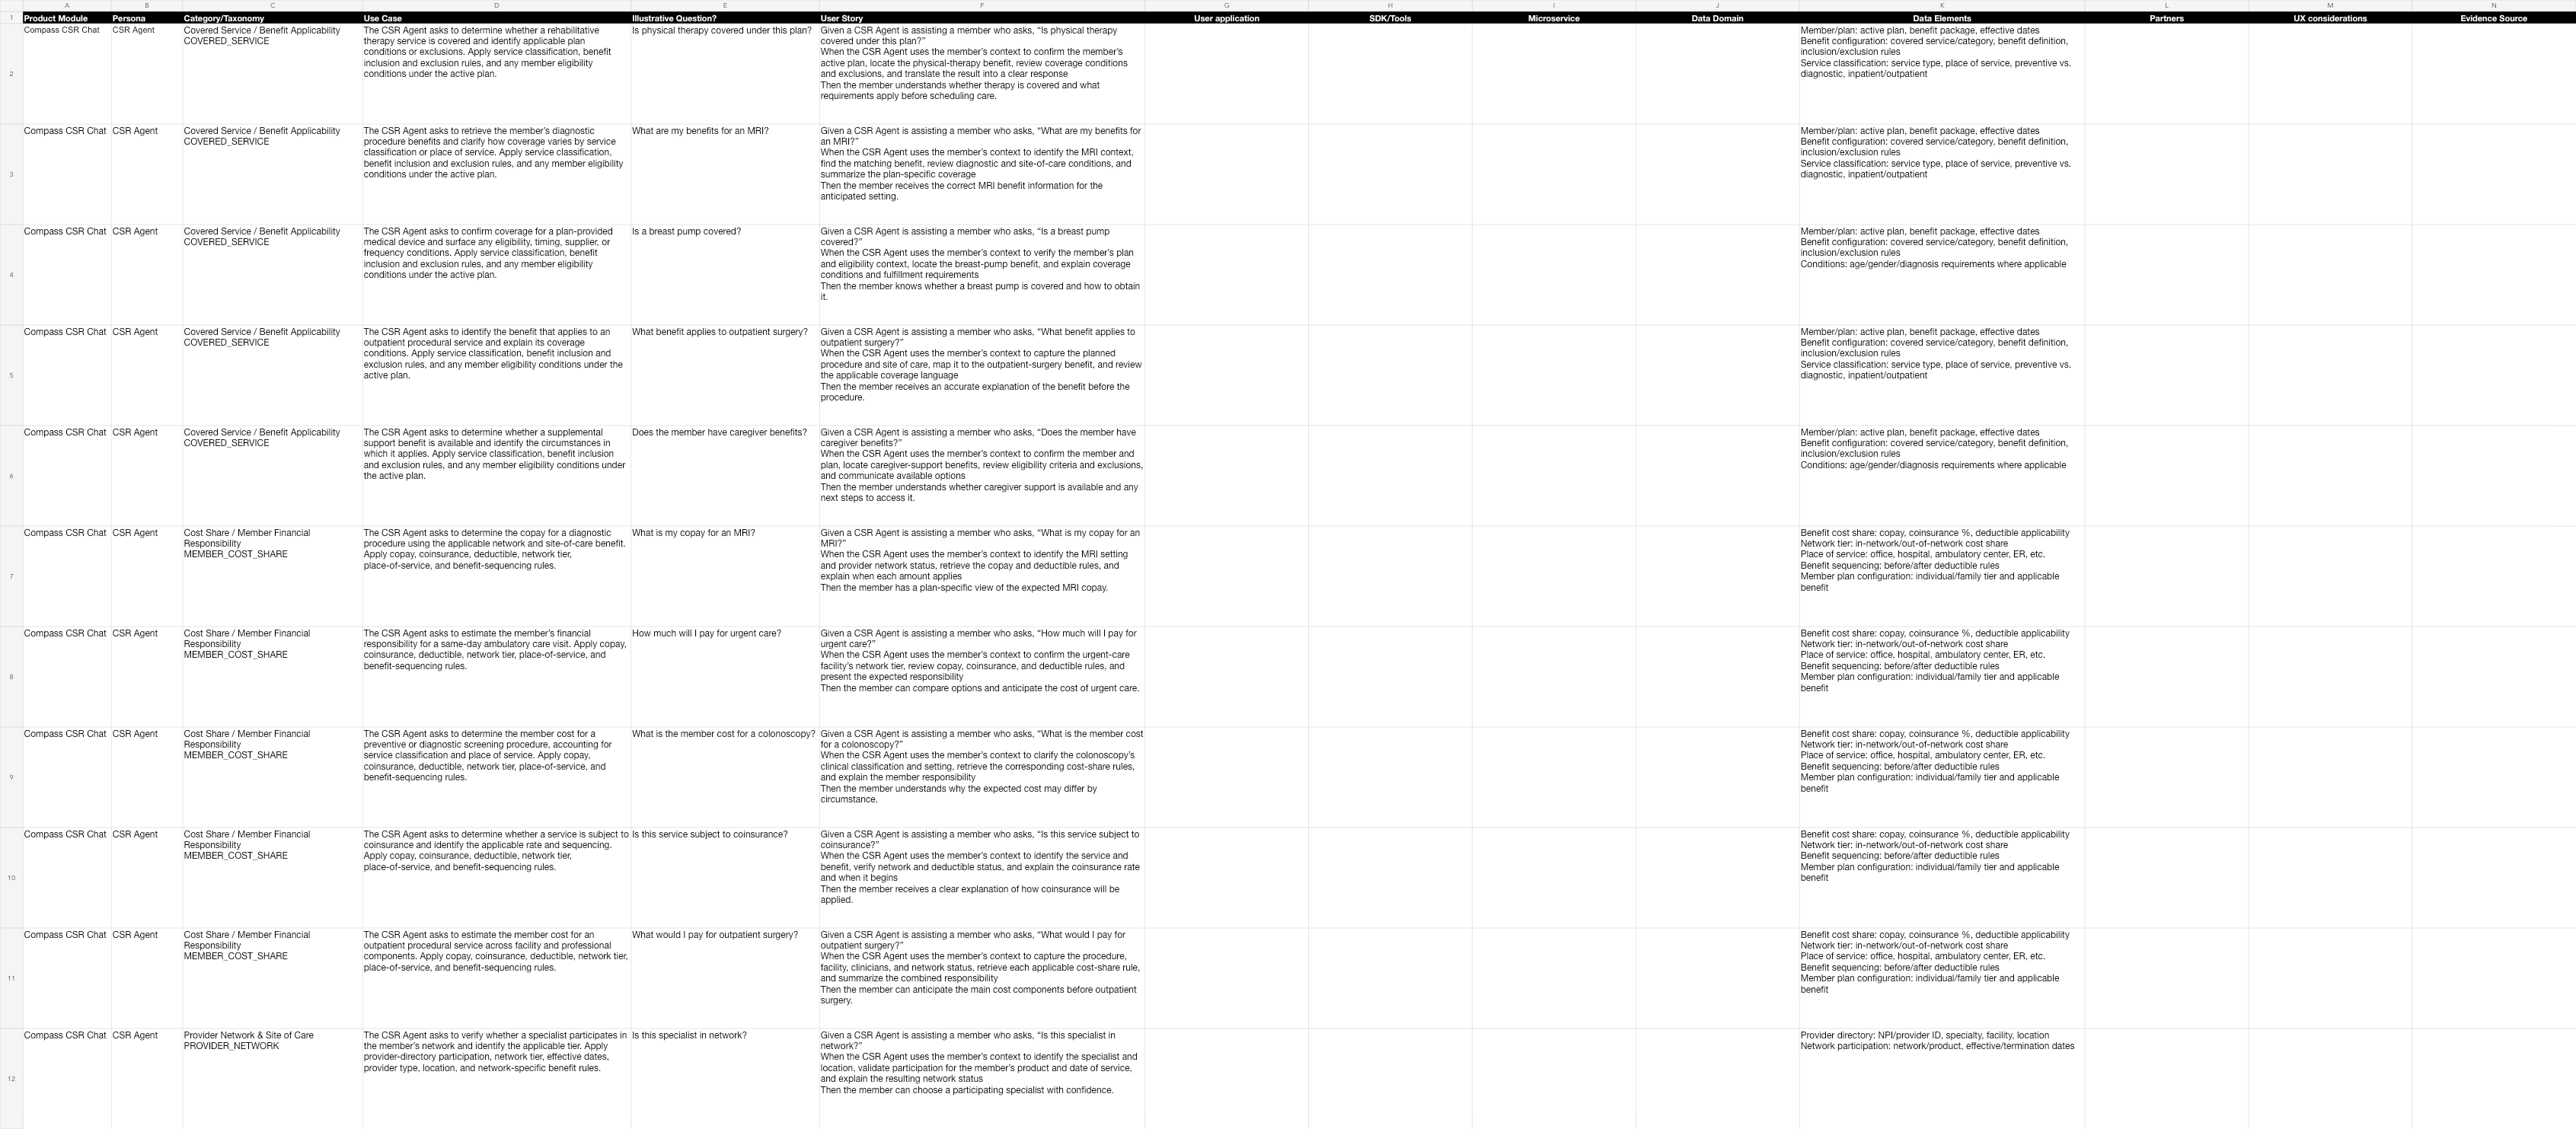 A B C D E F G H I J K L M N
1 Product Module Persona Category/Taxonomy Use Case Illustrative Question? User Story User application SDK/Tools Microservice Data Domain Data Elements Partners UX considerations Evidence Source
2
Compass CSR Chat
CSR Agent
Covered Service / Benefit Applicability
COVERED_SERVICE
The CSR Agent asks to determine whether a rehabilitative
therapy service is covered and identify applicable plan
conditions or exclusions. Apply service classification, benefit
inclusion and exclusion rules, and any member eligibility
conditions under the active plan.
Is physical therapy covered under this plan?
Given a CSR Agent is assisting a member who asks, “Is physical therapy
covered under this plan?”
When the CSR Agent uses the member’s context to confirm the member’s
active plan, locate the physical-therapy benefit, review coverage conditions
and exclusions, and translate the result into a clear response
Then the member understands whether therapy is covered and what
requirements apply before scheduling care.
Member/plan: active plan, benefit package, effective dates
Benefit configuration: covered service/category, benefit definition,
inclusion/exclusion rules
Service classification: service type, place of service, preventive vs.
diagnostic, inpatient/outpatient
3
Compass CSR Chat
CSR Agent
Covered Service / Benefit Applicability
COVERED_SERVICE
The CSR Agent asks to retrieve the member’s diagnostic
procedure benefits and clarify how coverage varies by service
classification or place of service. Apply service classification,
benefit inclusion and exclusion rules, and any member eligibility
conditions under the active plan.
What are my benefits for an MRI?
Given a CSR Agent is assisting a member who asks, “What are my benefits for
an MRI?”
When the CSR Agent uses the member’s context to identify the MRI context,
find the matching benefit, review diagnostic and site-of-care conditions, and
summarize the plan-specific coverage
Then the member receives the correct MRI benefit information for the
anticipated setting.
Member/plan: active plan, benefit package, effective dates
Benefit configuration: covered service/category, benefit definition,
inclusion/exclusion rules
Service classification: service type, place of service, preventive vs.
diagnostic, inpatient/outpatient
4
Compass CSR Chat
CSR Agent
Covered Service / Benefit Applicability
COVERED_SERVICE
The CSR Agent asks to confirm coverage for a plan-provided
medical device and surface any eligibility, timing, supplier, or
frequency conditions. Apply service classification, benefit
inclusion and exclusion rules, and any member eligibility
conditions under the active plan.
Is a breast pump covered?
Given a CSR Agent is assisting a member who asks, “Is a breast pump
covered?”
When the CSR Agent uses the member’s context to verify the member’s plan
and eligibility context, locate the breast-pump benefit, and explain coverage
conditions and fulfillment requirements
Then the member knows whether a breast pump is covered and how to obtain
it.
Member/plan: active plan, benefit package, effective dates
Benefit configuration: covered service/category, benefit definition,
inclusion/exclusion rules
Conditions: age/gender/diagnosis requirements where applicable
5
Compass CSR Chat
CSR Agent
Covered Service / Benefit Applicability
COVERED_SERVICE
The CSR Agent asks to identify the benefit that applies to an
outpatient procedural service and explain its coverage
conditions. Apply service classification, benefit inclusion and
exclusion rules, and any member eligibility conditions under the
active plan.
What benefit applies to outpatient surgery?
Given a CSR Agent is assisting a member who asks, “What benefit applies to
outpatient surgery?”
When the CSR Agent uses the member’s context to capture the planned
procedure and site of care, map it to the outpatient-surgery benefit, and review
the applicable coverage language
Then the member receives an accurate explanation of the benefit before the
procedure.
Member/plan: active plan, benefit package, effective dates
Benefit configuration: covered service/category, benefit definition,
inclusion/exclusion rules
Service classification: service type, place of service, preventive vs.
diagnostic, inpatient/outpatient
6
Compass CSR Chat
CSR Agent
Covered Service / Benefit Applicability
COVERED_SERVICE
The CSR Agent asks to determine whether a supplemental
support benefit is available and identify the circumstances in
which it applies. Apply service classification, benefit inclusion
and exclusion rules, and any member eligibility conditions under
the active plan.
Does the member have caregiver benefits?
Given a CSR Agent is assisting a member who asks, “Does the member have
caregiver benefits?”
When the CSR Agent uses the member’s context to confirm the member and
plan, locate caregiver-support benefits, review eligibility criteria and exclusions,
and communicate available options
Then the member understands whether caregiver support is available and any
next steps to access it.
Member/plan: active plan, benefit package, effective dates
Benefit configuration: covered service/category, benefit definition,
inclusion/exclusion rules
Conditions: age/gender/diagnosis requirements where applicable
7
Compass CSR Chat
CSR Agent
Cost Share / Member Financial
Responsibility
MEMBER_COST_SHARE
The CSR Agent asks to determine the copay for a diagnostic
procedure using the applicable network and site-of-care benefit.
Apply copay, coinsurance, deductible, network tier,
place-of-service, and benefit-sequencing rules.
What is my copay for an MRI?
Given a CSR Agent is assisting a member who asks, “What is my copay for an
MRI?”
When the CSR Agent uses the member’s context to identify the MRI setting
and provider network status, retrieve the copay and deductible rules, and
explain when each amount applies
Then the member has a plan-specific view of the expected MRI copay.
Benefit cost share: copay, coinsurance %, deductible applicability
Network tier: in-network/out-of-network cost share
Place of service: office, hospital, ambulatory center, ER, etc.
Benefit sequencing: before/after deductible rules
Member plan configuration: individual/family tier and applicable
benefit
8
Compass CSR Chat
CSR Agent
Cost Share / Member Financial
Responsibility
MEMBER_COST_SHARE
The CSR Agent asks to estimate the member’s financial
responsibility for a same-day ambulatory care visit. Apply copay,
coinsurance, deductible, network tier, place-of-service, and
benefit-sequencing rules.
How much will I pay for urgent care?
Given a CSR Agent is assisting a member who asks, “How much will I pay for
urgent care?”
When the CSR Agent uses the member’s context to confirm the urgent-care
facility’s network tier, review copay, coinsurance, and deductible rules, and
present the expected responsibility
Then the member can compare options and anticipate the cost of urgent care.
Benefit cost share: copay, coinsurance %, deductible applicability
Network tier: in-network/out-of-network cost share
Place of service: office, hospital, ambulatory center, ER, etc.
Benefit sequencing: before/after deductible rules
Member plan configuration: individual/family tier and applicable
benefit
9
Compass CSR Chat
CSR Agent
Cost Share / Member Financial
Responsibility
MEMBER_COST_SHARE
The CSR Agent asks to determine the member cost for a
preventive or diagnostic screening procedure, accounting for
service classification and place of service. Apply copay,
coinsurance, deductible, network tier, place-of-service, and
benefit-sequencing rules.
What is the member cost for a colonoscopy?
Given a CSR Agent is assisting a member who asks, “What is the member cost
for a colonoscopy?”
When the CSR Agent uses the member’s context to clarify the colonoscopy’s
clinical classification and setting, retrieve the corresponding cost-share rules,
and explain the member responsibility
Then the member understands why the expected cost may differ by
circumstance.
Benefit cost share: copay, coinsurance %, deductible applicability
Network tier: in-network/out-of-network cost share
Place of service: office, hospital, ambulatory center, ER, etc.
Benefit sequencing: before/after deductible rules
Member plan configuration: individual/family tier and applicable
benefit
10
Compass CSR Chat
CSR Agent
Cost Share / Member Financial
Responsibility
MEMBER_COST_SHARE
The CSR Agent asks to determine whether a service is subject to
coinsurance and identify the applicable rate and sequencing.
Apply copay, coinsurance, deductible, network tier,
place-of-service, and benefit-sequencing rules.
Is this service subject to coinsurance?
Given a CSR Agent is assisting a member who asks, “Is this service subject to
coinsurance?”
When the CSR Agent uses the member’s context to identify the service and
benefit, verify network and deductible status, and explain the coinsurance rate
and when it begins
Then the member receives a clear explanation of how coinsurance will be
applied.
Benefit cost share: copay, coinsurance %, deductible applicability
Network tier: in-network/out-of-network cost share
Benefit sequencing: before/after deductible rules
Member plan configuration: individual/family tier and applicable
benefit
11
Compass CSR Chat
CSR Agent
Cost Share / Member Financial
Responsibility
MEMBER_COST_SHARE
The CSR Agent asks to estimate the member cost for an
outpatient procedural service across facility and professional
components. Apply copay, coinsurance, deductible, network tier,
place-of-service, and benefit-sequencing rules.
What would I pay for outpatient surgery?
Given a CSR Agent is assisting a member who asks, “What would I pay for
outpatient surgery?”
When the CSR Agent uses the member’s context to capture the procedure,
facility, clinicians, and network status, retrieve each applicable cost-share rule,
and summarize the combined responsibility
Then the member can anticipate the main cost components before outpatient
surgery.
Benefit cost share: copay, coinsurance %, deductible applicability
Network tier: in-network/out-of-network cost share
Place of service: office, hospital, ambulatory center, ER, etc.
Benefit sequencing: before/after deductible rules
Member plan configuration: individual/family tier and applicable
benefit
12
Compass CSR Chat
CSR Agent
Provider Network & Site of Care
PROVIDER_NETWORK
The CSR Agent asks to verify whether a specialist participates in
the member’s network and identify the applicable tier. Apply
provider-directory participation, network tier, effective dates,
provider type, location, and network-specific benefit rules.
Is this specialist in network?
Given a CSR Agent is assisting a member who asks, “Is this specialist in
network?”
When the CSR Agent uses the member’s context to identify the specialist and
location, validate participation for the member’s product and date of service,
and explain the resulting network status
Then the member can choose a participating specialist with confidence.
Provider directory: NPI/provider ID, specialty, facility, location
Network participation: network/product, effective/termination dates